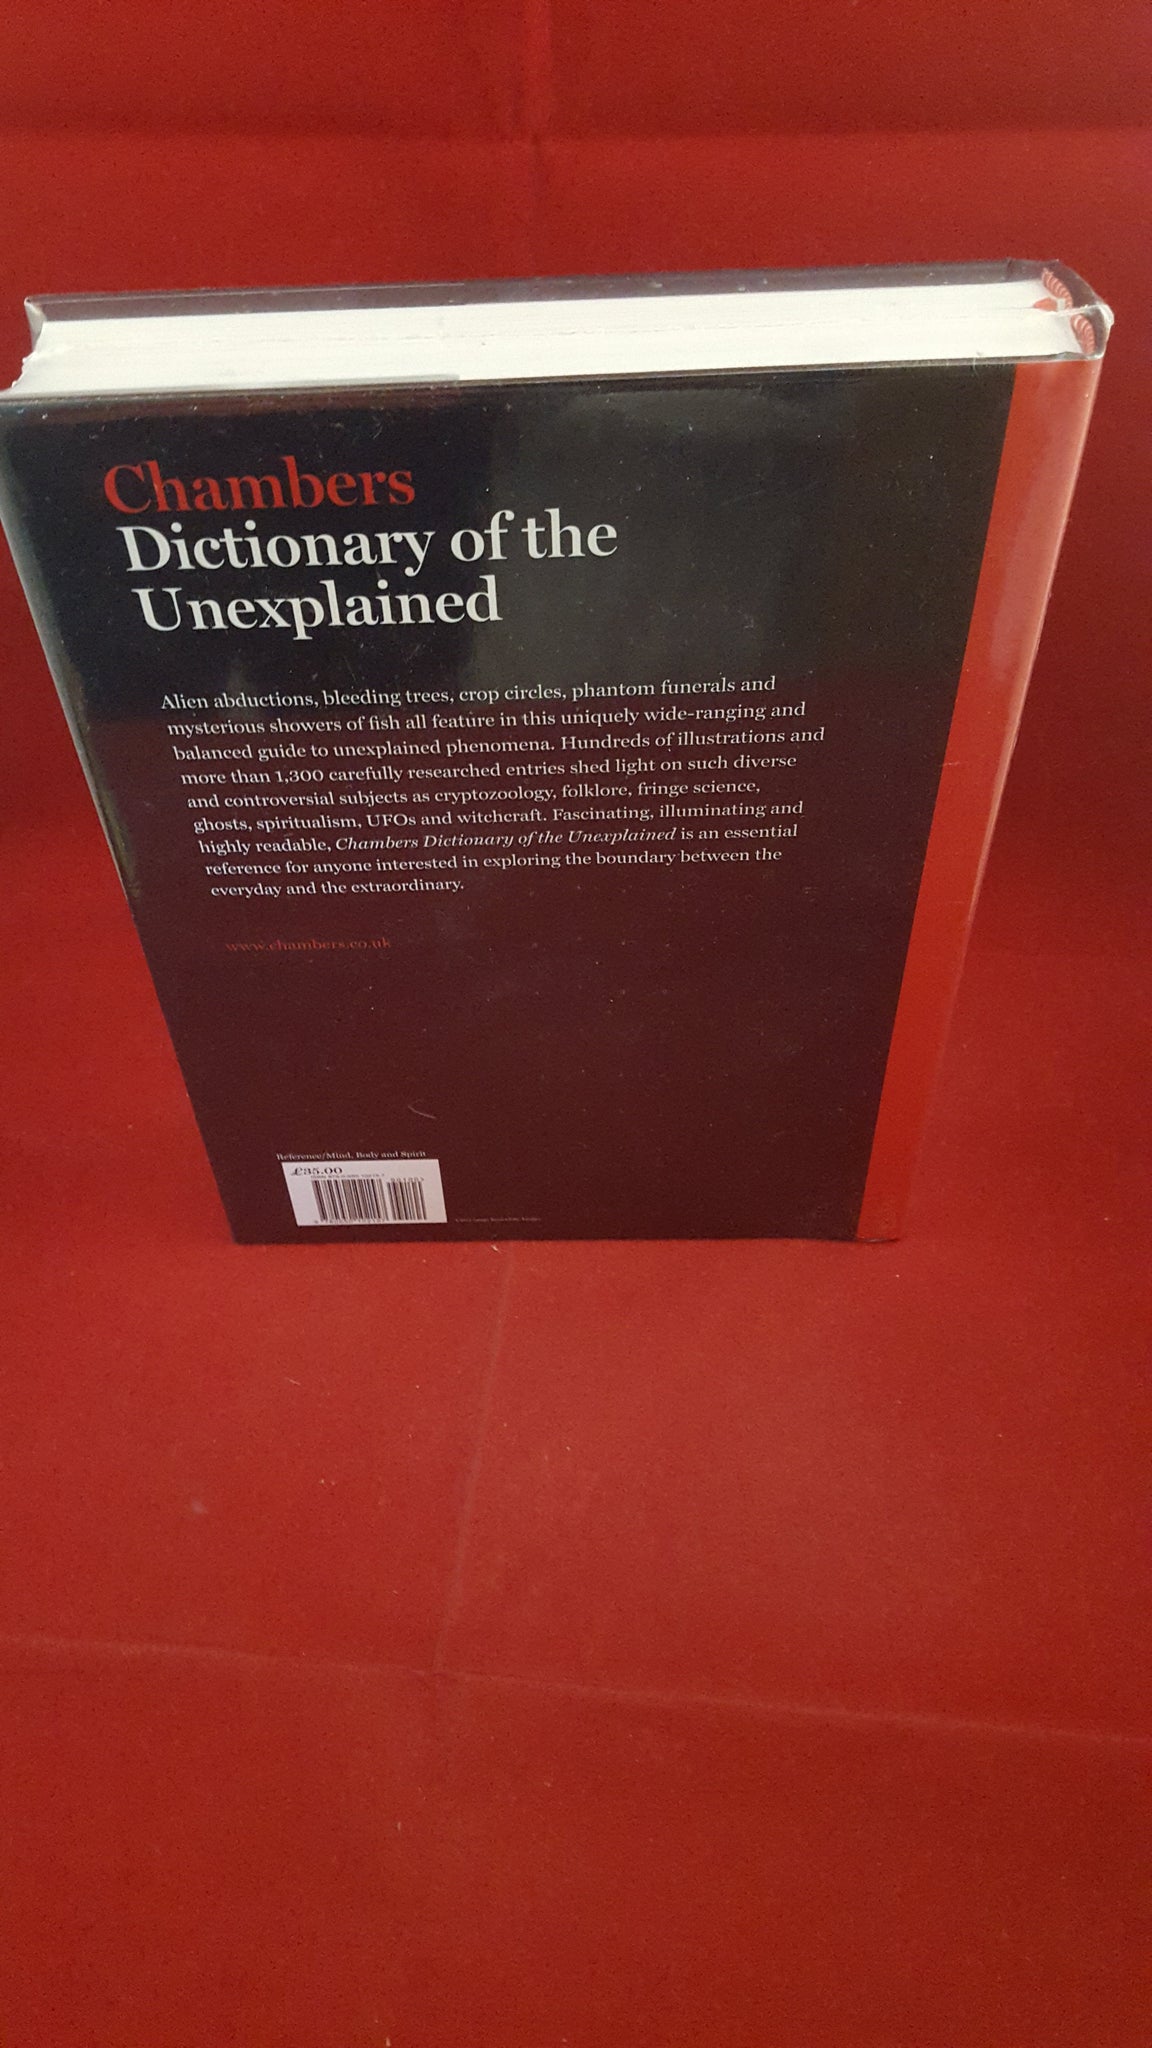 Chambers
Dictionary of the
Unexplained
Alien abductions, bleeding trees, crop circles, phantom funerals and
mysterious showers of fish all feature in this uniquely wide-ranging and
balanced guide to unexplained phenomena. Hundreds of illustrations and
more than 1,300 carefully researched entries shed light on such diverse
and controversial subjects as cryptozoology, folklore, fringe science,
ghosts, spiritualism, UFOs and witchcraft. Fascinating, illuminating and
highly readable, Chambers Dictionary of the Unexplained is an essential
reference for anyone interested in exploring the boundary between the
everyday and the extraordinary.
www.chambers.co.uk
Reference/Mind, Body and Spirit
£35.00